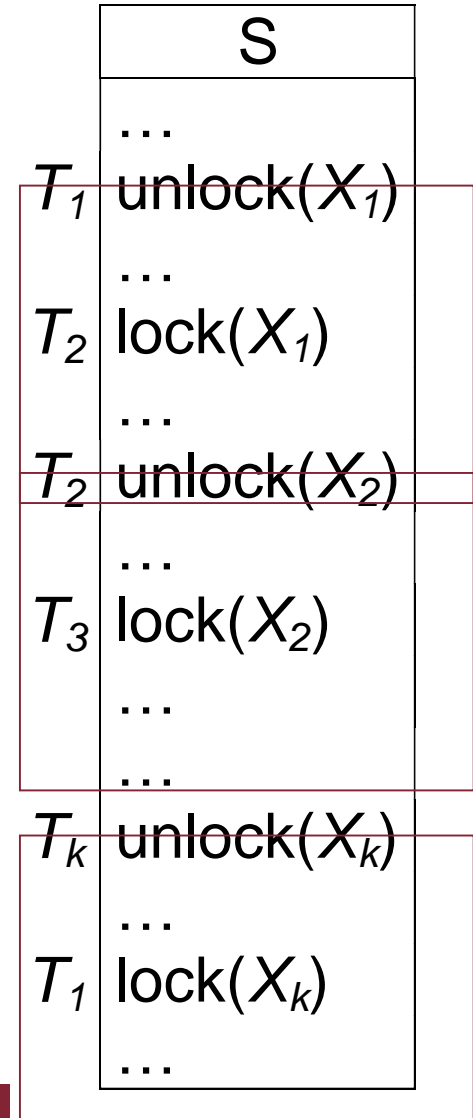 S
…
T₁ unlock(X₁)
…
T₂ lock(X₁)
…
T₂ unlock(X₂)
…
T₃ lock(X₂)
…
…
Tₖ unlock(Xₖ)
…
T₁ lock(Xₖ)
…